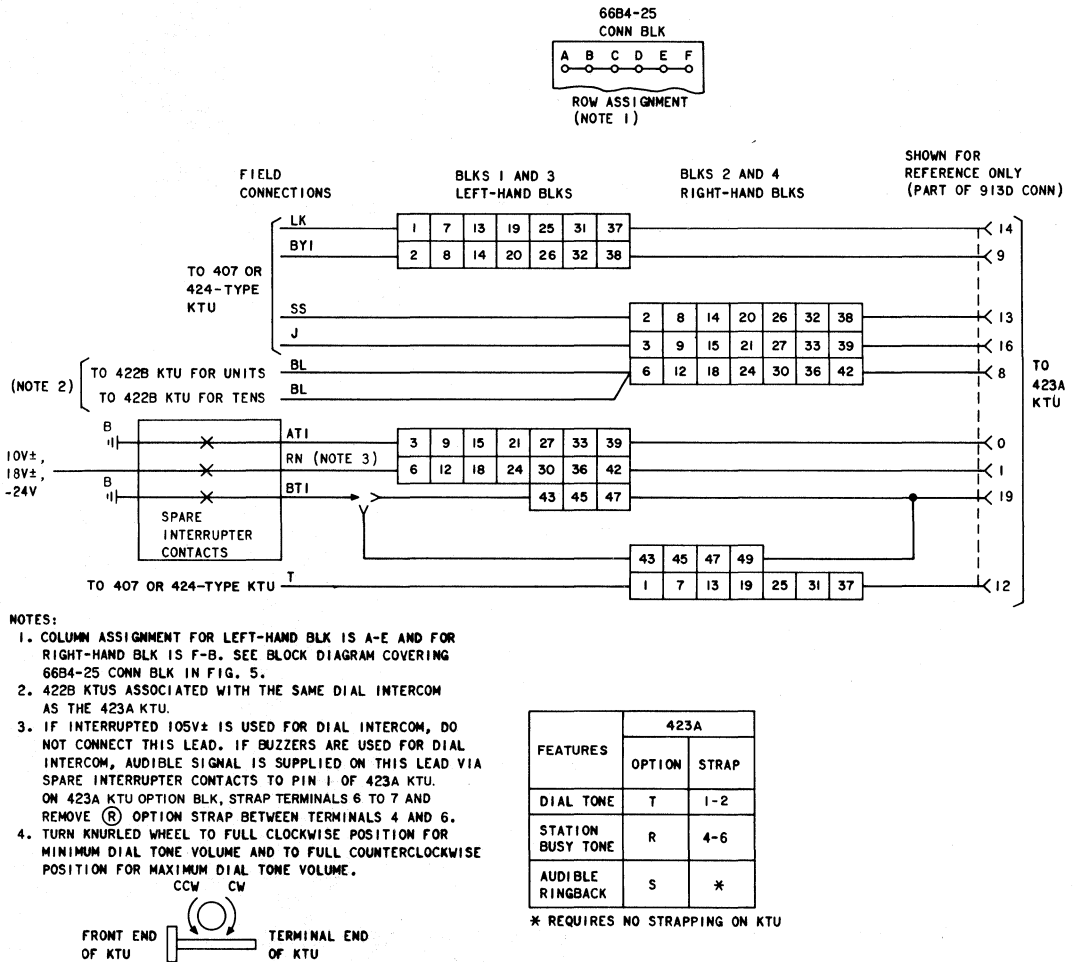 66B4-25
CONN BLK
A B C D E F
ROW ASSIGNMENT
(NOTE 1)
SHOWN FOR
REFERENCE ONLY
(PART OF 913D CONN)
FIELD
CONNECTIONS
BLKS 1 AND 3
LEFT-HAND BLKS
BLKS 2 AND 4
RIGHT-HAND BLKS
LK 1 7 13 19 25 31 37 14
BY1 2 8 14 20 26 32 38 9
TO 407 OR
424-TYPE
KTU
SS 2 8 14 20 26 32 38 13
J 3 9 15 21 27 33 39 16
(NOTE 2) TO 422B KTU FOR UNITS BL 6 12 18 24 30 36 42 8
TO 422B KTU FOR TENS BL
TO
423A
KTU
B AT1 3 9 15 21 27 33 39 0
10V±,
18V±,
-24V
RN (NOTE 3) 6 12 18 24 30 36 42 1
B BT1 43 45 47 19
SPARE
INTERRUPTER
CONTACTS
43 45 47 49
TO 407 OR 424-TYPE KTU T 1 7 13 19 25 31 37 12
NOTES:
1. COLUMN ASSIGNMENT FOR LEFT-HAND BLK IS A-E AND FOR
RIGHT-HAND BLK IS F-B. SEE BLOCK DIAGRAM COVERING
66B4-25 CONN BLK IN FIG. 5.
2. 422B KTUS ASSOCIATED WITH THE SAME DIAL INTERCOM
AS THE 423A KTU.
3. IF INTERRUPTED 105V± IS USED FOR DIAL INTERCOM, DO
NOT CONNECT THIS LEAD. IF BUZZERS ARE USED FOR DIAL
INTERCOM, AUDIBLE SIGNAL IS SUPPLIED ON THIS LEAD VIA
SPARE INTERRUPTER CONTACTS TO PIN 1 OF 423A KTU.
ON 423A KTU OPTION BLK, STRAP TERMINALS 6 TO 7 AND
REMOVE Ⓡ OPTION STRAP BETWEEN TERMINALS 4 AND 6.
4. TURN KNURLED WHEEL TO FULL CLOCKWISE POSITION FOR
MINIMUM DIAL TONE VOLUME AND TO FULL COUNTERCLOCKWISE
POSITION FOR MAXIMUM DIAL TONE VOLUME.
CCW CW
FRONT END
OF KTU
TERMINAL END
OF KTU
FEATURES
423A
OPTION STRAP
DIAL TONE T 1-2
STATION
BUSY TONE R 4-6
AUDIBLE
RINGBACK S *
* REQUIRES NO STRAPPING ON KTU